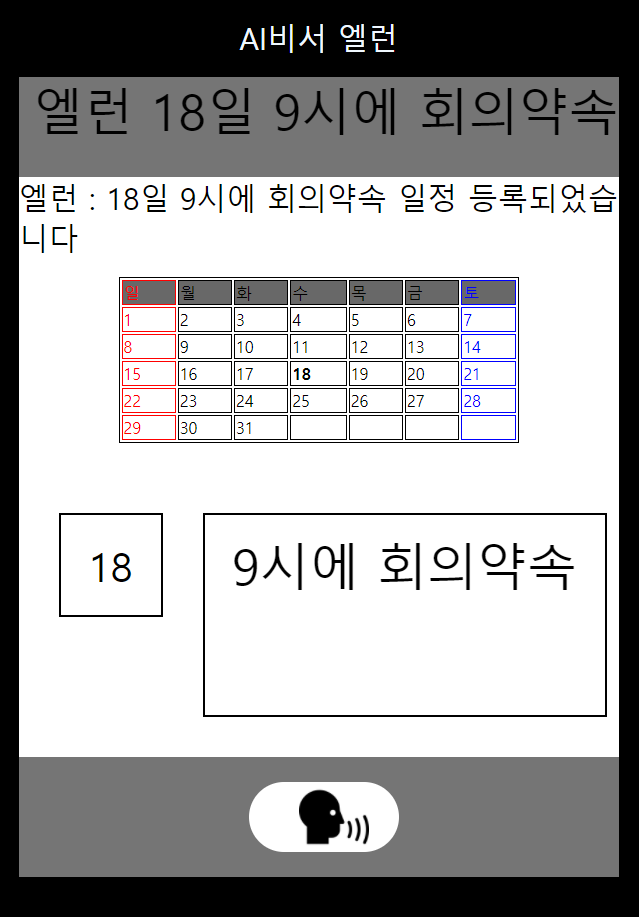 AI비서 엘런
엘런 18일 9시에 회의약속
엘런 : 18일 9시에 회의약속 일정 등록되었습
니다
일 월 화 수 목 금 토
1 2 3 4 5 6 7
8 9 10 11 12 13 14
15 16 17 18 19 20 21
22 23 24 25 26 27 28
29 30 31
18 9시에 회의약속